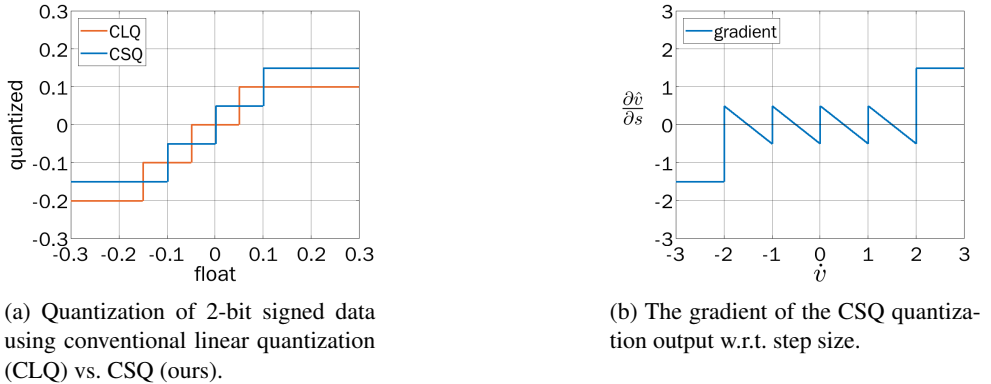 0.3
0.2
0.1
0
-0.1
-0.2
-0.3
quantized
CLQ
CSQ
-0.3 -0.2 -0.1 0 0.1 0.2 0.3
float
(a) Quantization of 2-bit signed data
using conventional linear quantization
(CLQ) vs. CSQ (ours).
3
2
1
0
-1
-2
-3
∂v̂
∂s
gradient
-3 -2 -1 0 1 2 3
v̇
(b) The gradient of the CSQ quantiza-
tion output w.r.t. step size.